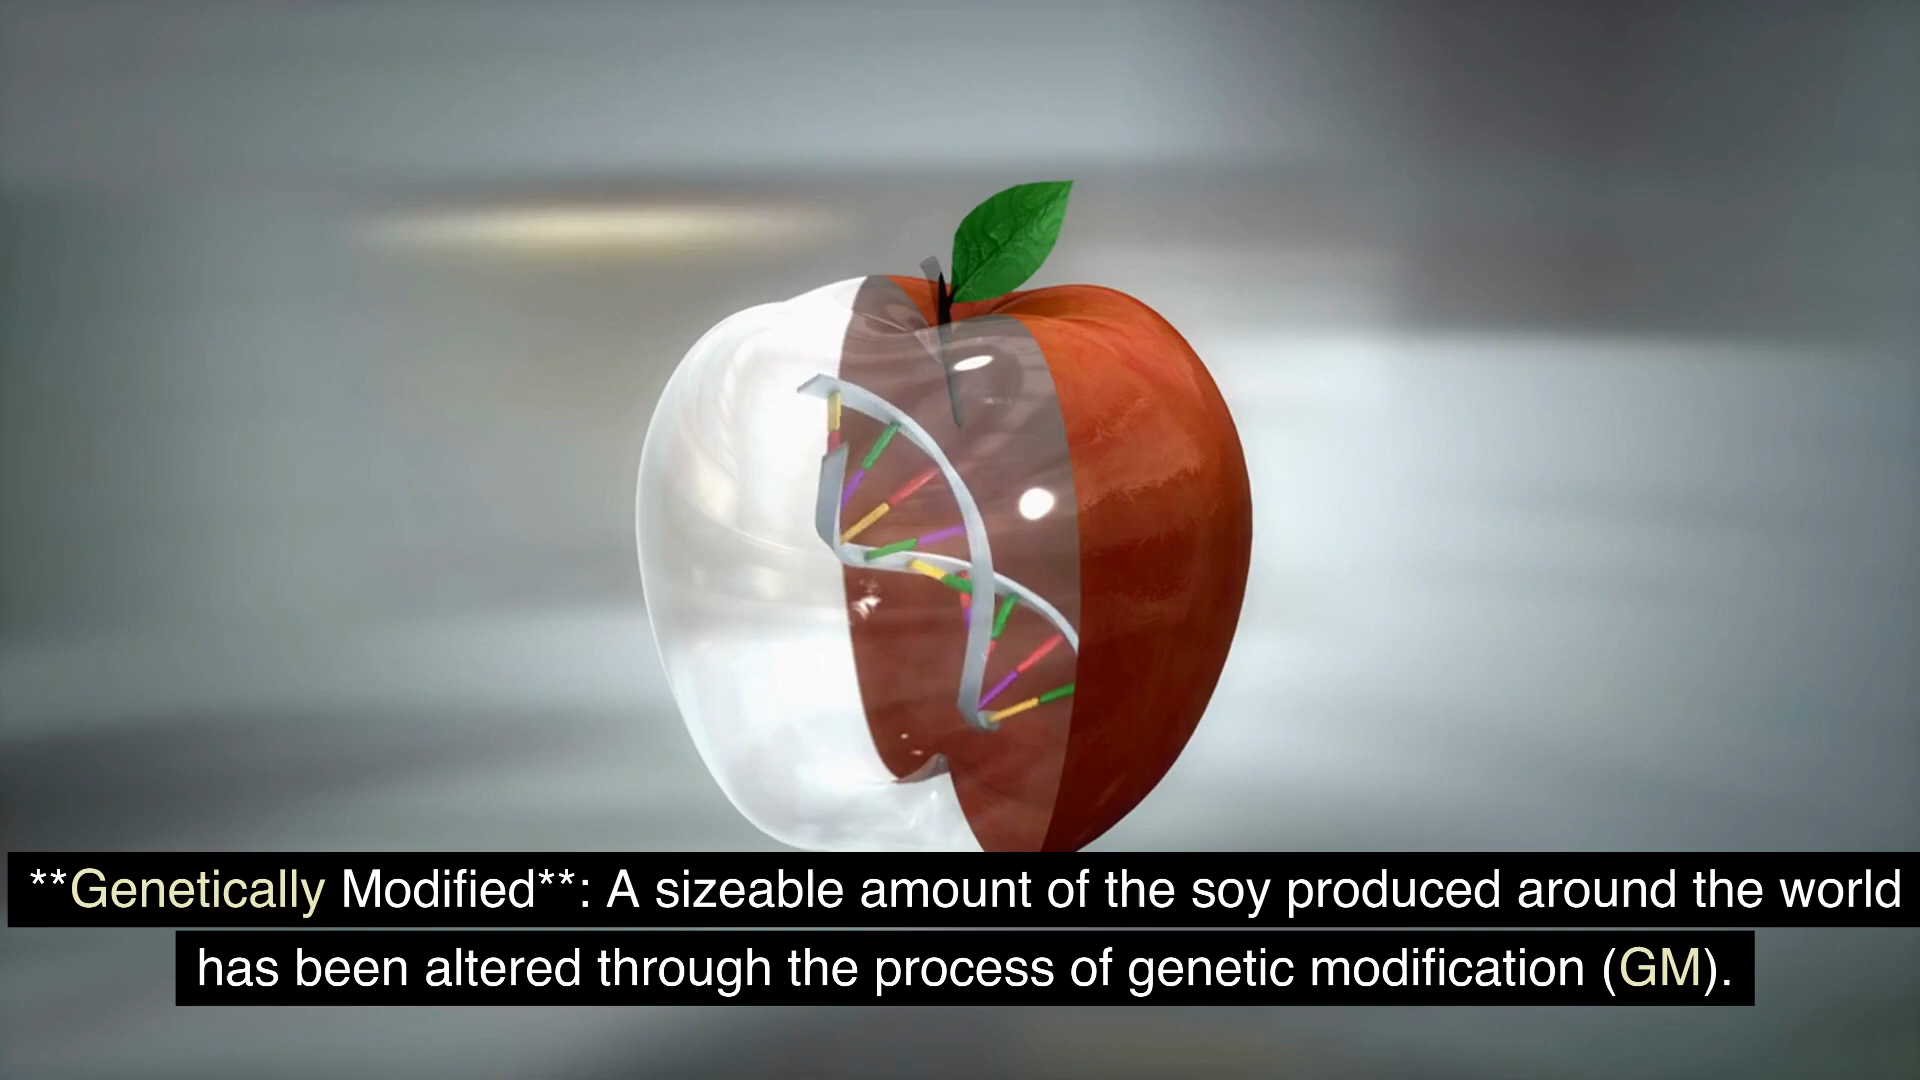 **Genetically Modified**: A sizeable amount of the soy produced around the world
has been altered through the process of genetic modification (GM).